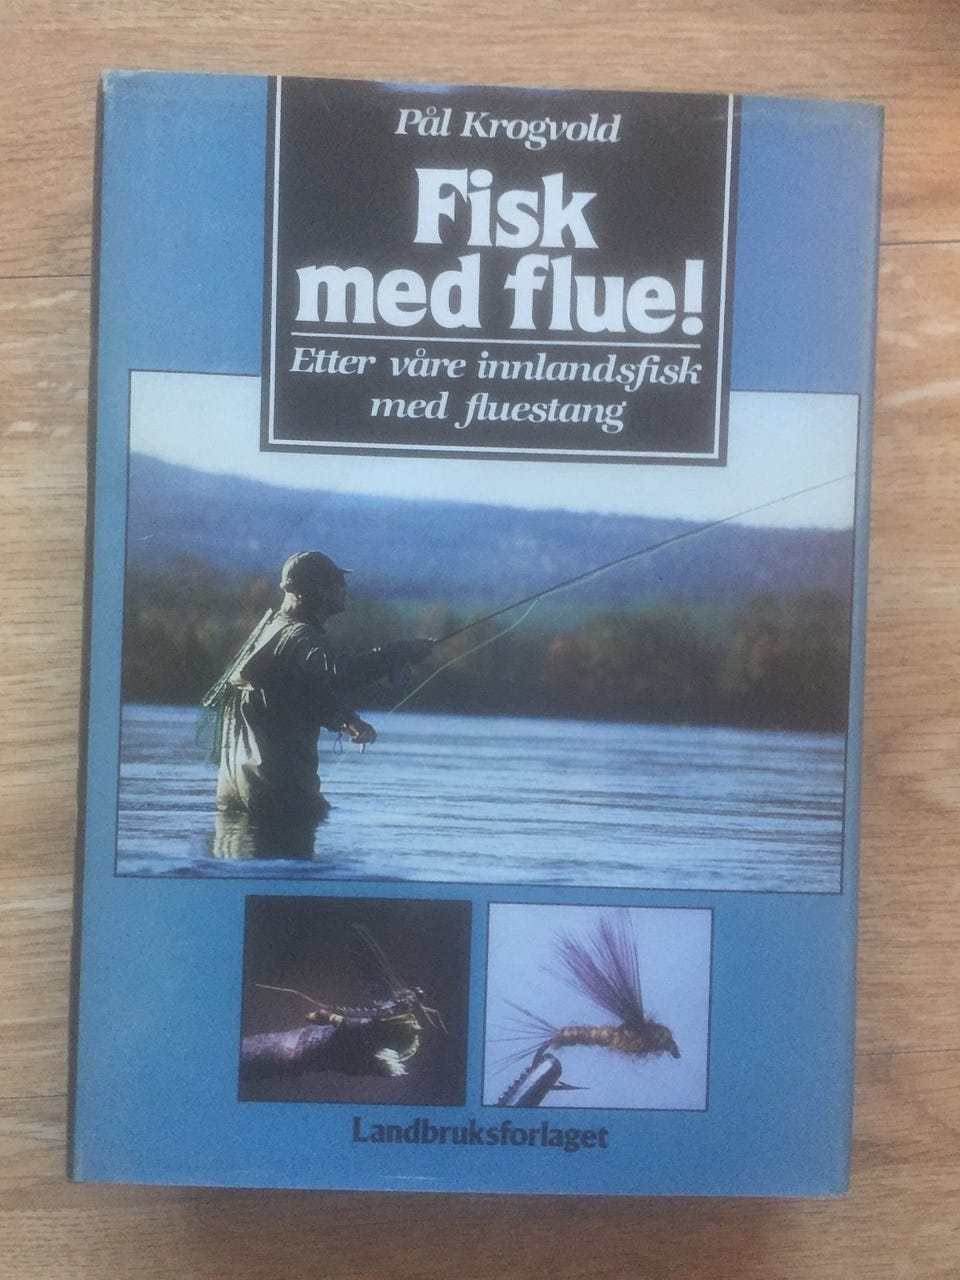 Pål Krogvold
Fisk
med flue!
Etter våre innlandsfisk
med fluestang
Landbruksforlaget